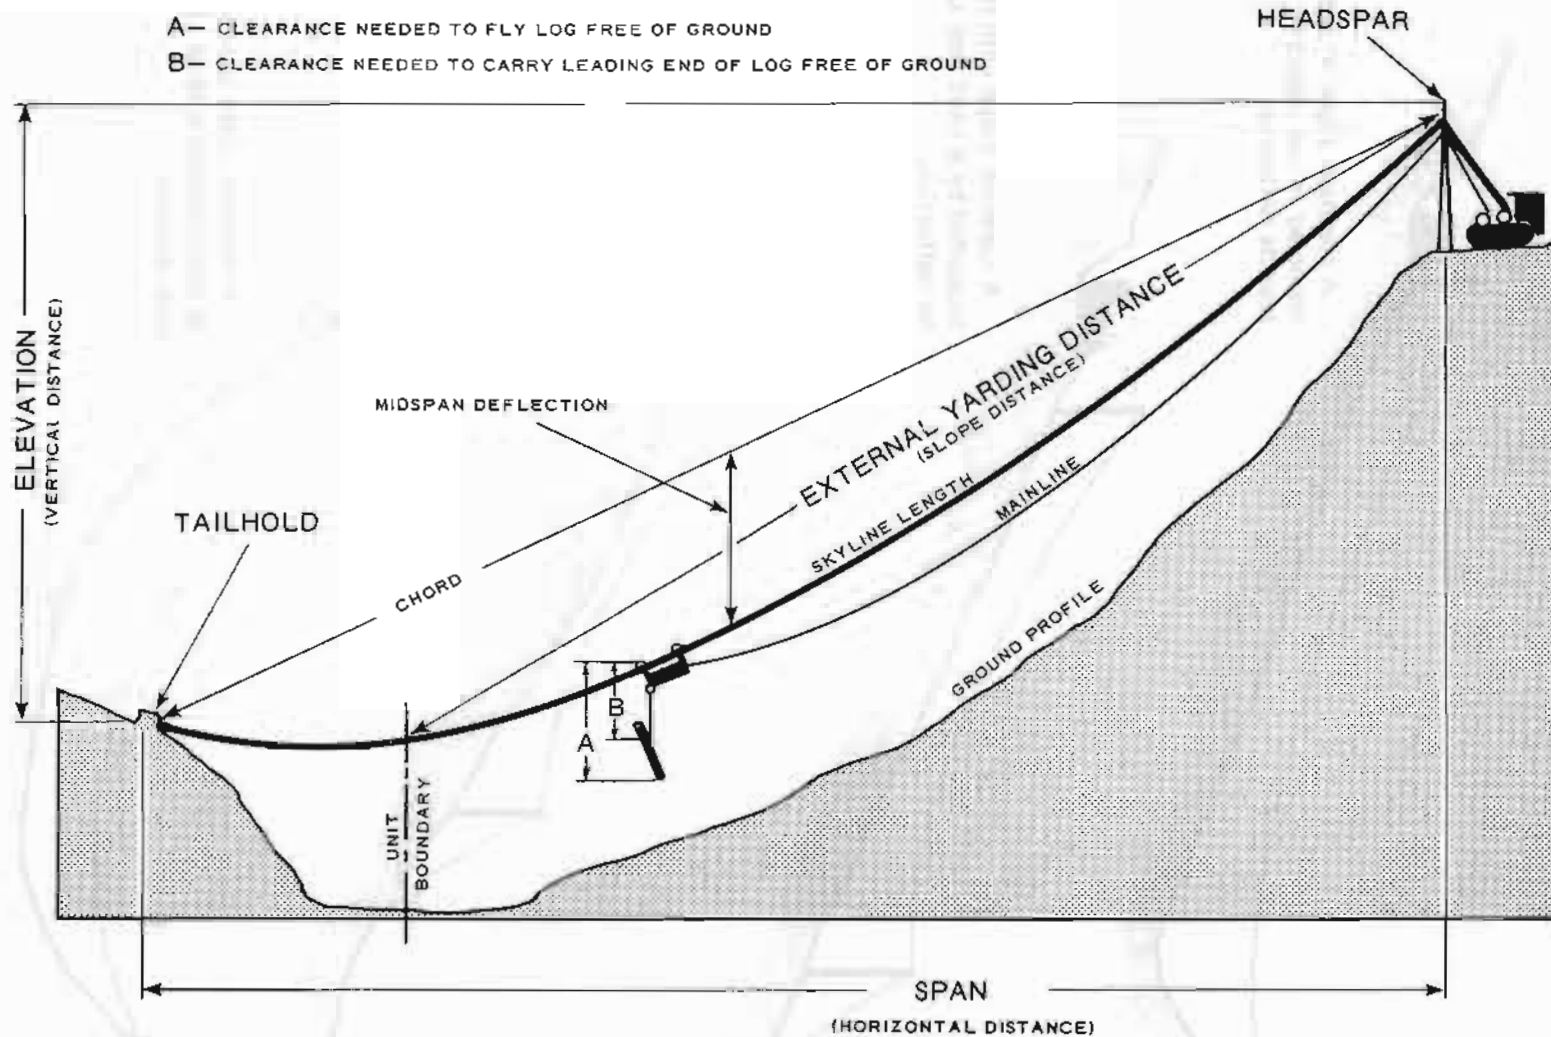 A— CLEARANCE NEEDED TO FLY LOG FREE OF GROUND
B— CLEARANCE NEEDED TO CARRY LEADING END OF LOG FREE OF GROUND
HEADSPAR
ELEVATION
(VERTICAL DISTANCE)
MIDSPAN DEFLECTION
EXTERNAL YARDING DISTANCE
(SLOPE DISTANCE)
TAILHOLD
CHORD
SKYLINE LENGTH
MAINLINE
GROUND PROFILE
B
A
UNIT
BOUNDARY
SPAN
(HORIZONTAL DISTANCE)